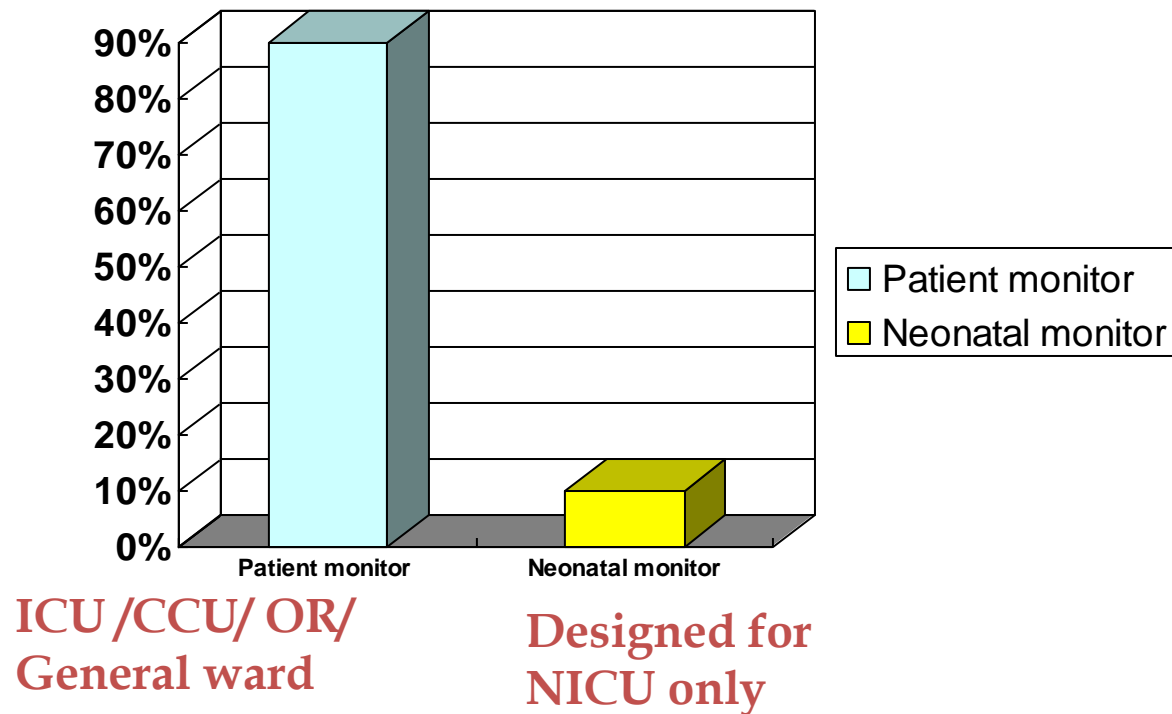 90%
80%
70%
60%
50%
40%
30%
20%
10%
0%
Patient monitor
Neonatal monitor
Patient monitor
Neonatal monitor
ICU /CCU/ OR/
General ward
Designed for
NICU only